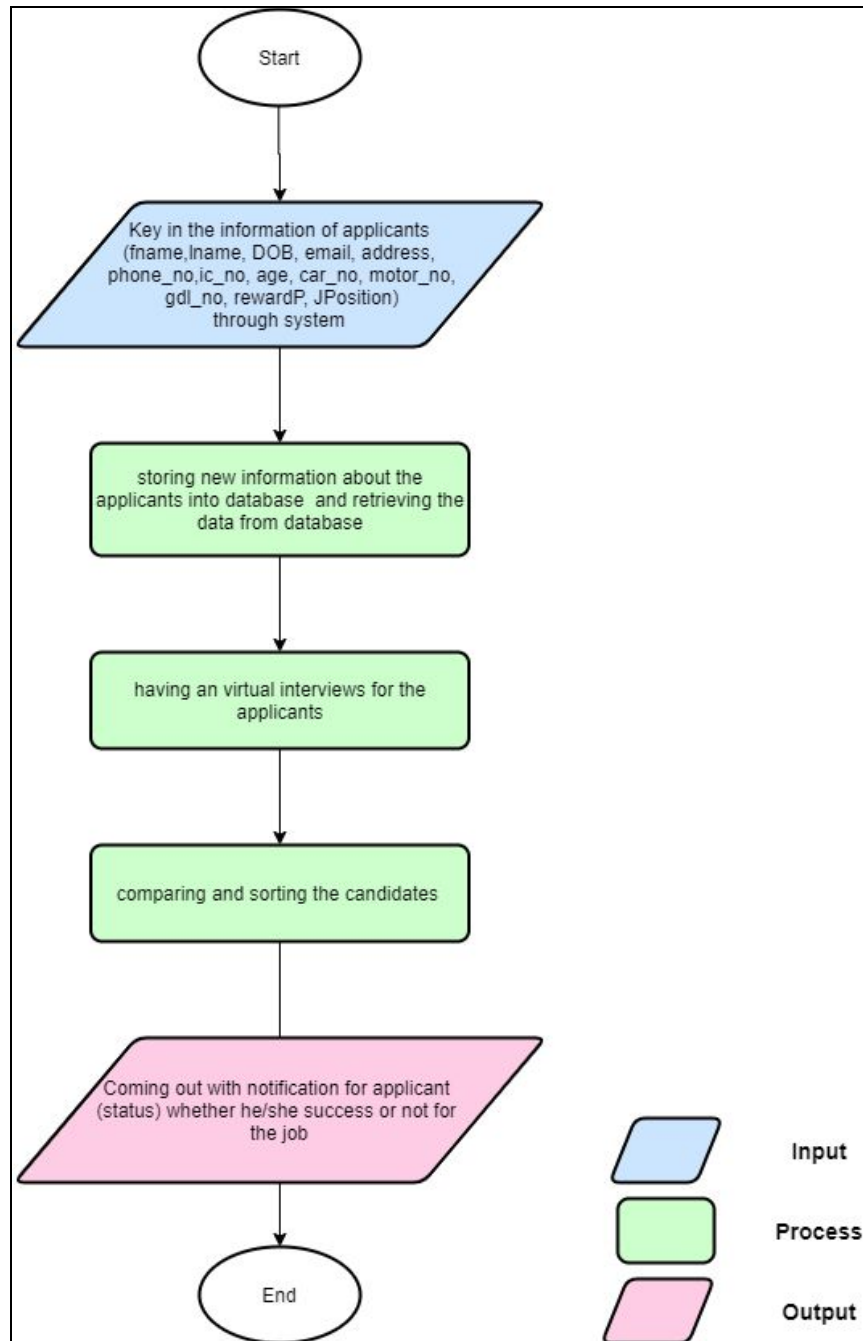 Start
Key in the information of applicants
(fname,lname, DOB, email, address,
phone_no,ic_no, age, car_no, motor_no,
gdl_no, rewardP, JPosition)
through system
storing new information about the
applicants into database and retrieving the
data from database
having an virtual interviews for the
applicants
comparing and sorting the candidates
Coming out with notification for applicant
(status) whether he/she success or not for
the job
Input
Process
End
Output